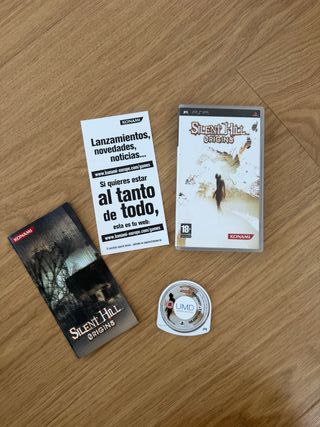 KONAMI
Lanzamientos,
novedades,
noticias...
www.konami-europe.com/games
Si quieres estar
al tanto
de todo,
esta es tu web:
www.konami-europe.com/games
PSP
SILENT HILL
ORIGINS
18+
KONAMI
KONAMI
SILENT HILL
ORIGINS
UMD